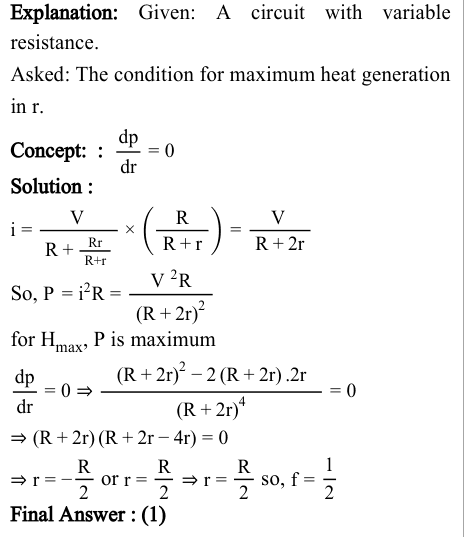 Explanation: Given: A circuit with variable
resistance.
Asked: The condition for maximum heat generation
in r.
Concept: : dp/dr = 0
Solution :
i = V/(R + Rr/(R+r)) × (R/(R + r)) = V/(R + 2r)
So, P = i²R = V ²R/(R + 2r)²
for Hmax, P is maximum
dp/dr = 0 ⇒ ((R + 2r)² − 2 (R + 2r) .2r)/(R + 2r)⁴ = 0
⇒ (R + 2r) (R + 2r − 4r) = 0
⇒ r = −R/2 or r = R/2 ⇒ r = R/2 so, f = 1/2
Final Answer : (1)